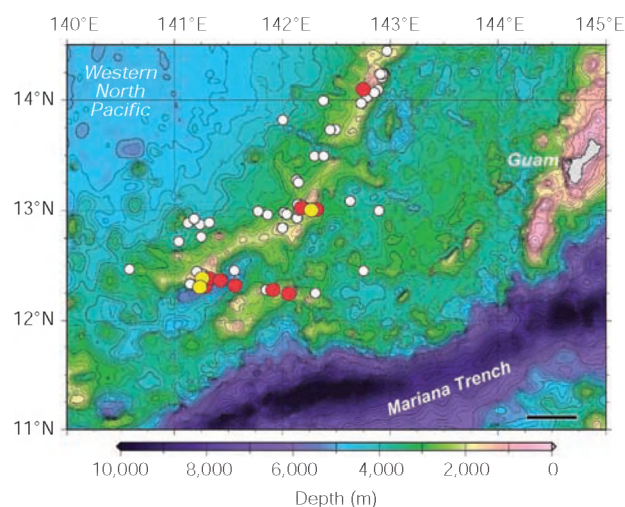 140°E 141°E 142°E 143°E 144°E 145°E
Western
North
Pacific
14°N
Guam
13°N
12°N
Mariana Trench
11°N
10,000 8,000 6,000 4,000 2,000 0
Depth (m)